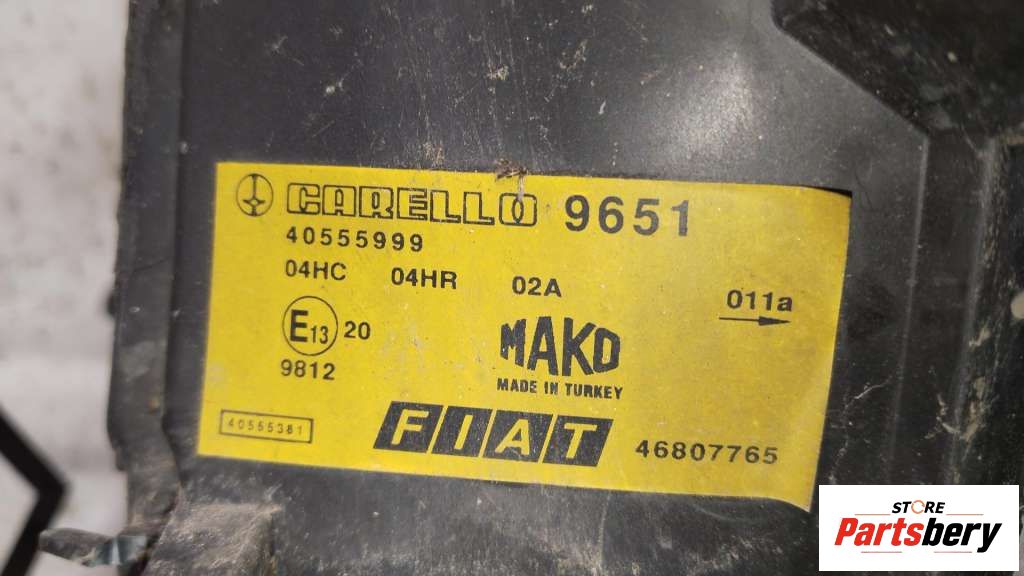 CARELLO 9651
40555999
04HC 04HR 02A
011a
E13 20
9812
MAKO
MADE IN TURKEY
40555381
FIAT
46807765
STORE
Partsbery